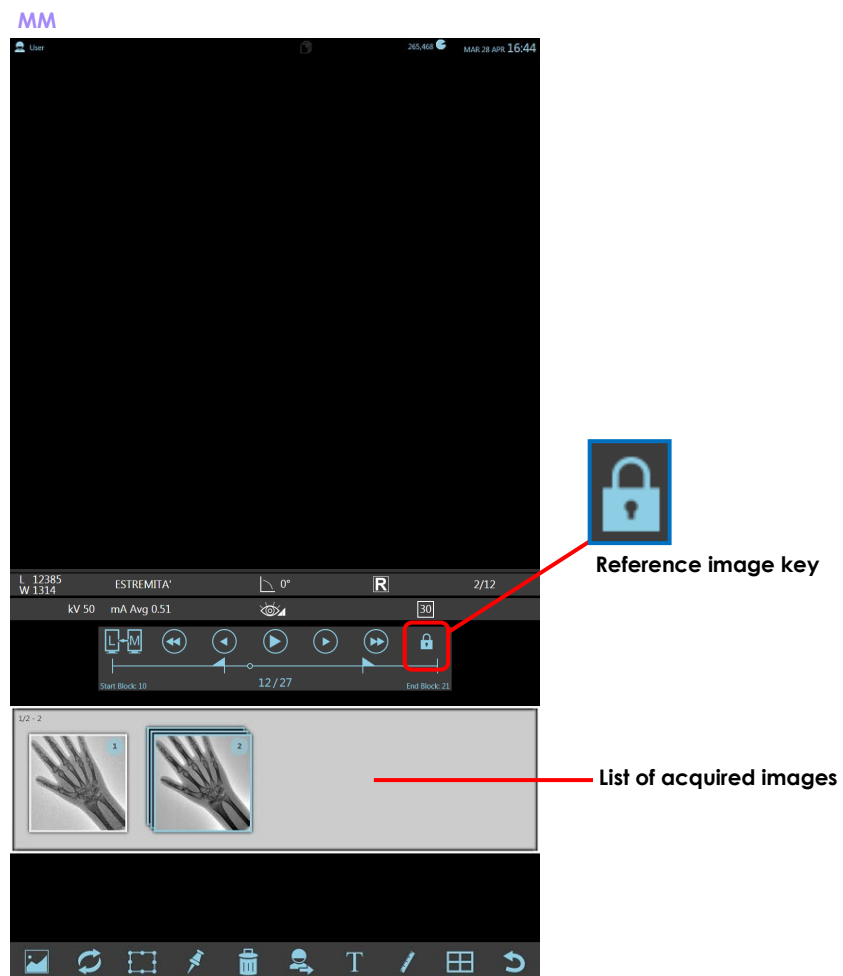 MM
User 265,468 MAR 28 APR 16:44
Reference image key
L 12385
W 1314
ESTREMITA' 0° R 2/12
kV 50 mA Avg 0.51 30
L M
Start Block: 10 12 / 27 End Block: 21
1/2 - 2
1 2
List of acquired images
T